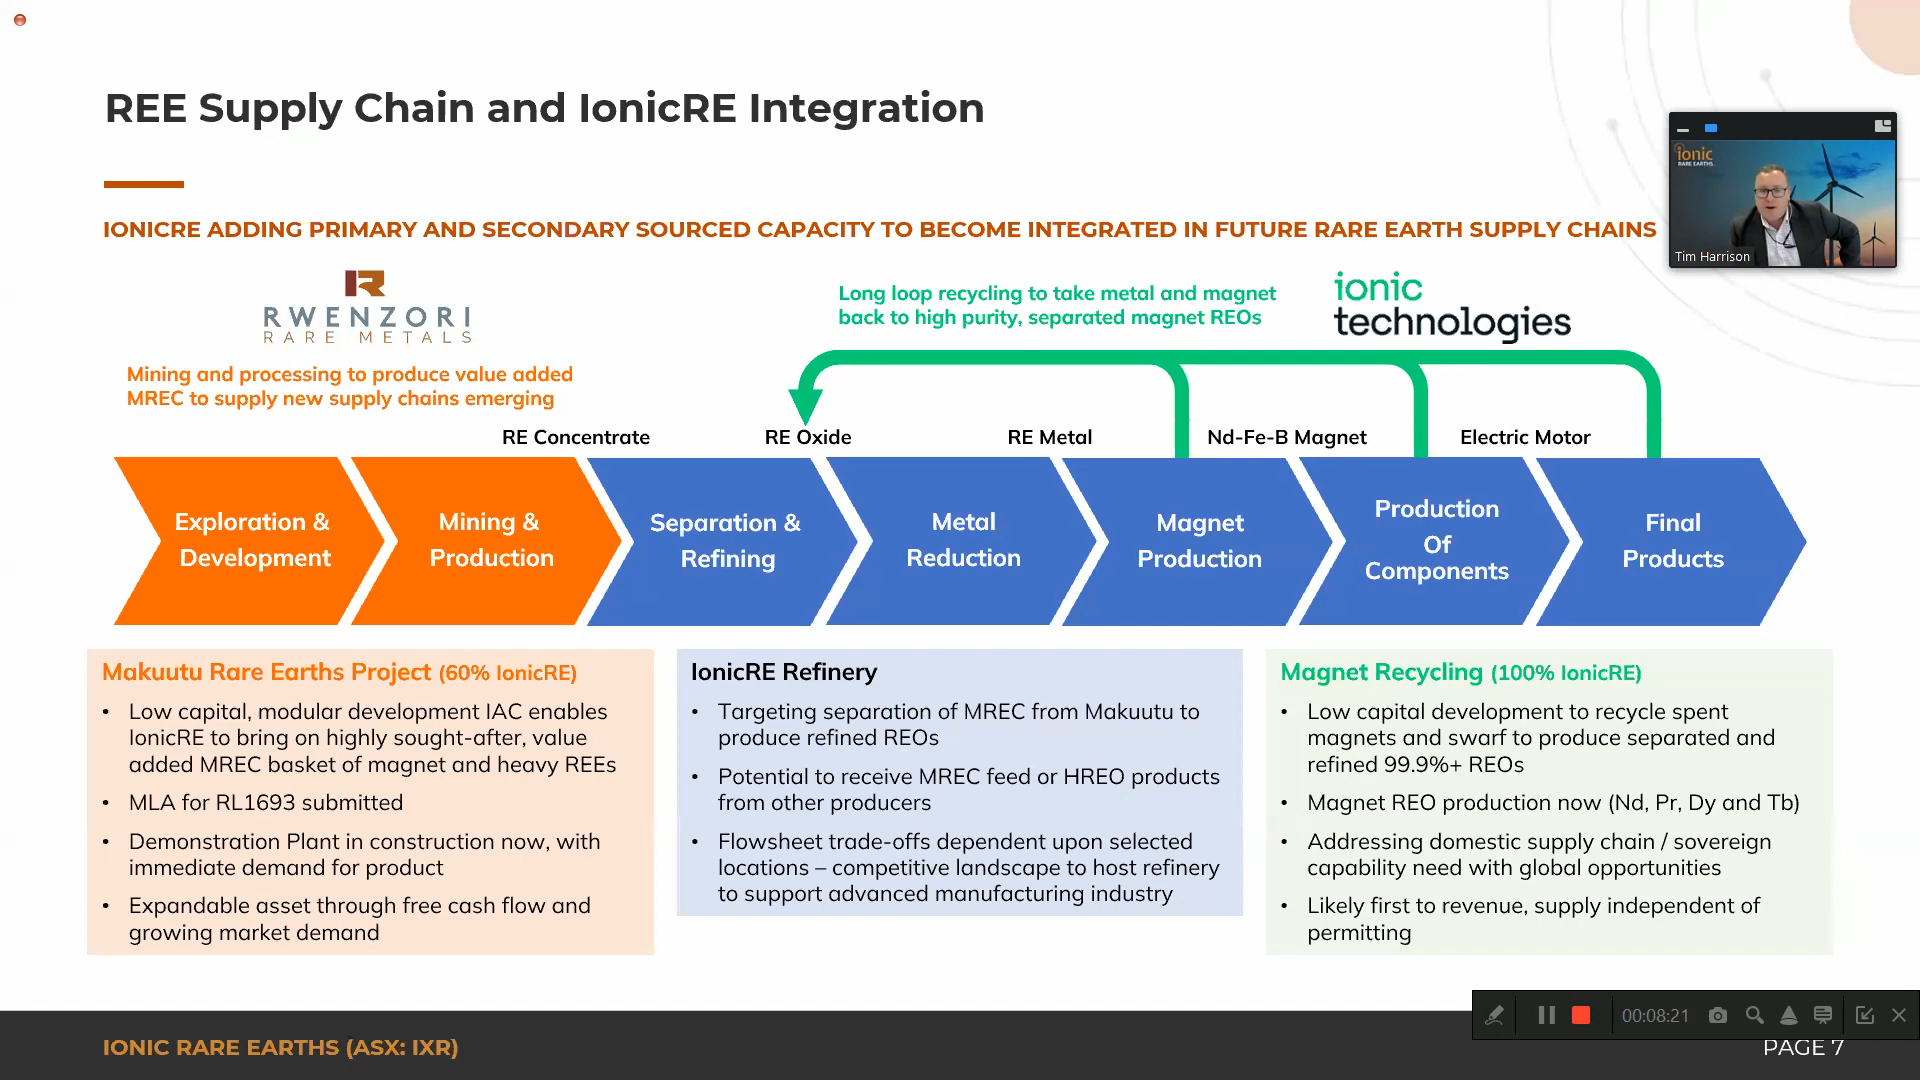 REE Supply Chain and IonicRE Integration
IONICRE ADDING PRIMARY AND SECONDARY SOURCED CAPACITY TO BECOME INTEGRATED IN FUTURE RARE EARTH SUPPLY CHAINS
ionic
RARE EARTHS
Tim Harrison
RWENZORI
RARE METALS
Mining and processing to produce value added
MREC to supply new supply chains emerging
Long loop recycling to take metal and magnet
back to high purity, separated magnet REOs
ionic
technologies
RE Concentrate
RE Oxide
RE Metal
Nd-Fe-B Magnet
Electric Motor
Exploration &
Development
Mining &
Production
Separation &
Refining
Metal
Reduction
Magnet
Production
Production
Of
Components
Final
Products
Makuutu Rare Earths Project (60% IonicRE)
• Low capital, modular development IAC enables
IonicRE to bring on highly sought-after, value
added MREC basket of magnet and heavy REEs
• MLA for RL1693 submitted
• Demonstration Plant in construction now, with
immediate demand for product
• Expandable asset through free cash flow and
growing market demand
IonicRE Refinery
• Targeting separation of MREC from Makuutu to
produce refined REOs
• Potential to receive MREC feed or HREO products
from other producers
• Flowsheet trade-offs dependent upon selected
locations – competitive landscape to host refinery
to support advanced manufacturing industry
Magnet Recycling (100% IonicRE)
• Low capital development to recycle spent
magnets and swarf to produce separated and
refined 99.9%+ REOs
• Magnet REO production now (Nd, Pr, Dy and Tb)
• Addressing domestic supply chain / sovereign
capability need with global opportunities
• Likely first to revenue, supply independent of
permitting
00:08:21
IONIC RARE EARTHS (ASX: IXR)
PAGE 7